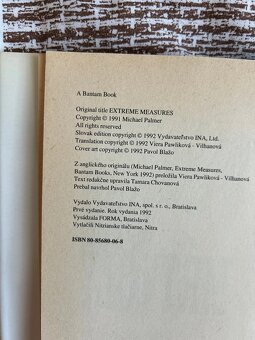 A Bantam Book
Original title EXTREME MEASURES
Copyright © 1991 Michael Palmer
All rights reserved
Slovak edition copyright © 1992 Vydavateľstvo INA, Ltd.
Translation copyright © 1992 Viera Pawliková - Vilhanová
Cover art copyright © 1992 Pavol Blažo
Z anglického originálu (Michael Palmer, Extreme Measures,
Bantam Books, New York 1992) preložila Viera Pawliková - Vilhanová
Text redakčne upravila Tamara Chovanová
Prebal navrhol Pavol Blažo
Vydalo Vydavateľstvo INA, spol. s r. o., Bratislava
Prvé vydanie. Rok vydania 1992
Vysádzala FORMA, Bratislava
Vytlačili Nitrianske tlačiarne, Nitra
ISBN 80-85680-06-8